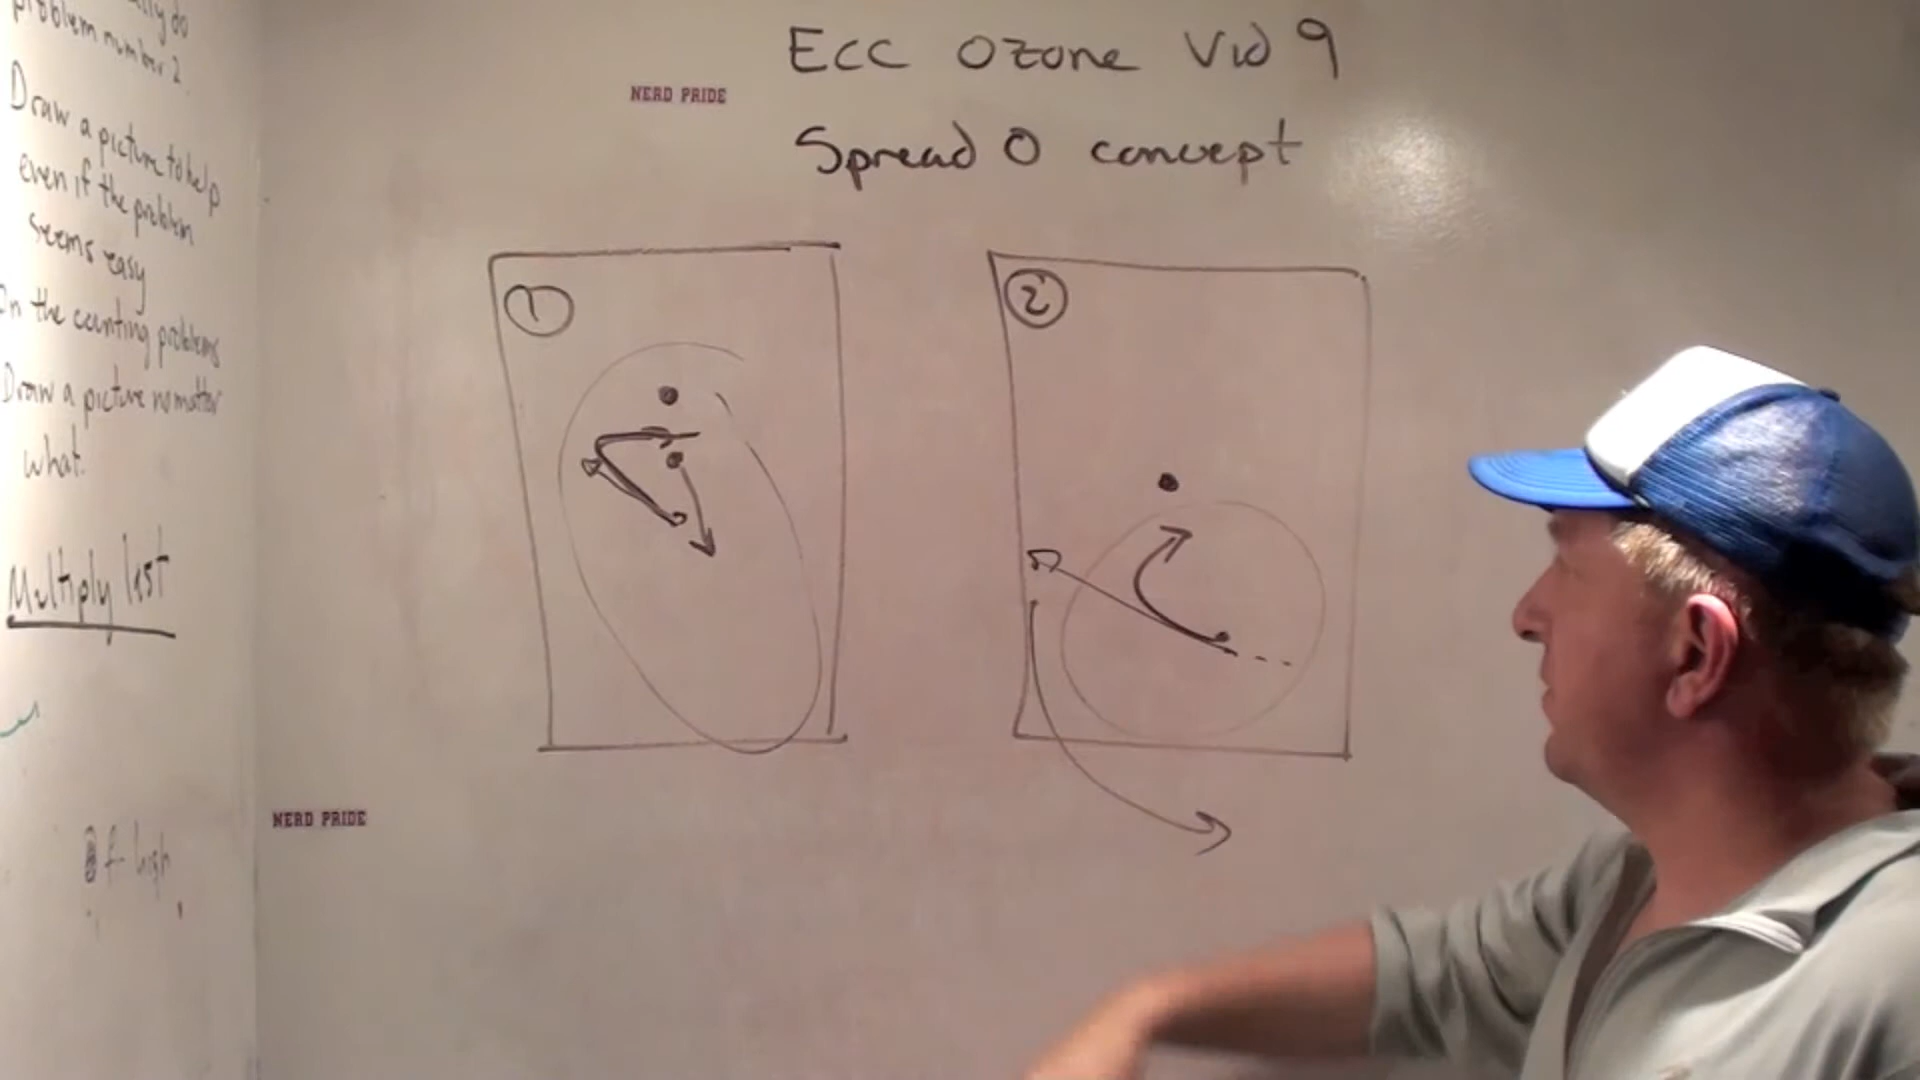 problem number 2
Draw a picture to help
even if the problem
seems easy
On the counting problems
Draw a picture no matter
what.
Multiply last
high
NERD PRIDE
Ecc Ozone Vid 9
Spread O concept
1
2
NERD PRIDE